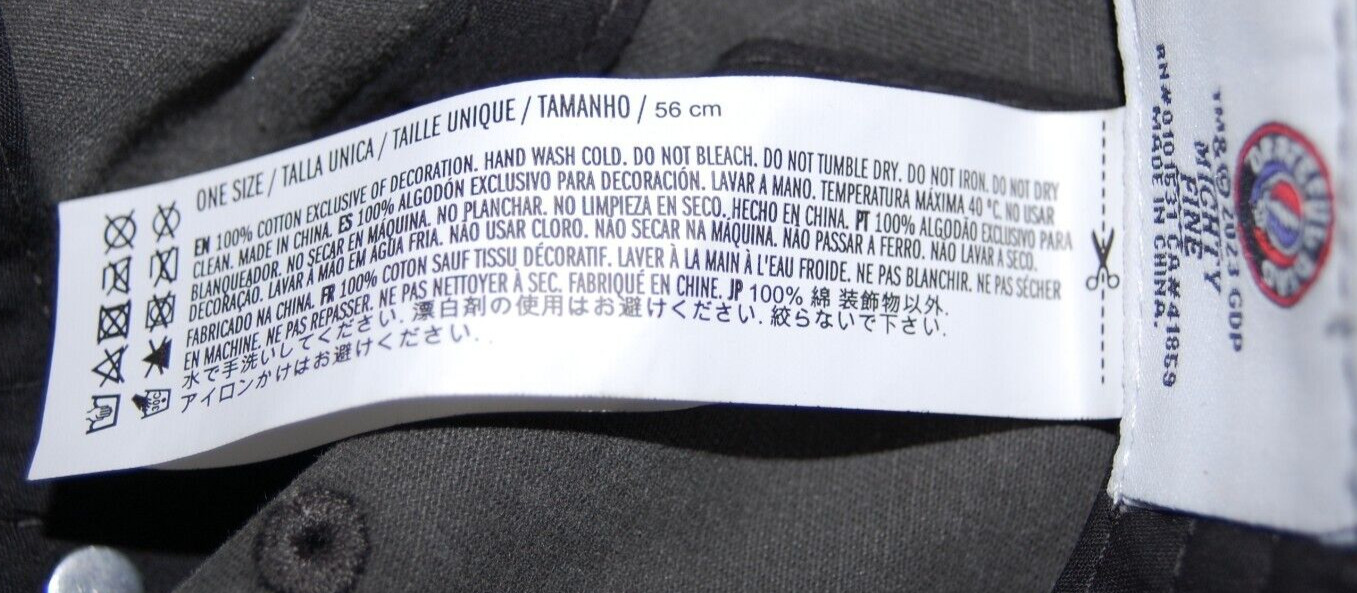 ONE SIZE / TALLA UNICA / TAILLE UNIQUE / TAMANHO / 56 cm
EN 100% COTTON EXCLUSIVE OF DECORATION. HAND WASH COLD. DO NOT BLEACH. DO NOT TUMBLE DRY. DO NOT IRON. DO NOT DRY
CLEAN. MADE IN CHINA. ES 100% ALGODÓN EXCLUSIVO PARA DECORACIÓN. LAVAR A MANO. TEMPERATURA MÁXIMA 40 °C. NO USAR
BLANQUEADOR. NO SECAR EN MÁQUINA. NO PLANCHAR. NO LIMPIEZA EN SECO. HECHO EN CHINA. PT 100% ALGODÃO EXCLUSIVO PARA
DECORAÇÃO. LAVAR À MÃO EM ÁGUA FRIA. NÃO USAR CLORO. NÃO SECAR NA MÁQUINA. NÃO PASSAR A FERRO. NÃO LAVAR A SECO.
FABRICADO NA CHINA. FR 100% COTON SAUF TISSU DÉCORATIF. LAVER À LA MAIN À L'EAU FROIDE. NE PAS BLANCHIR. NE PAS SÉCHER
EN MACHINE. NE PAS REPASSER. NE PAS NETTOYER À SEC. FABRIQUÉ EN CHINE. JP 100% 綿 装飾物以外.
水で手洗いしてください. 漂白剤の使用はお避けください. 絞らないで下さい.
アイロンかけはお避けください.
30C
TM & © 2023 GDP
MIGHTY
FINE
RN# 1010831 CA# 41859
MADE IN CHINA.